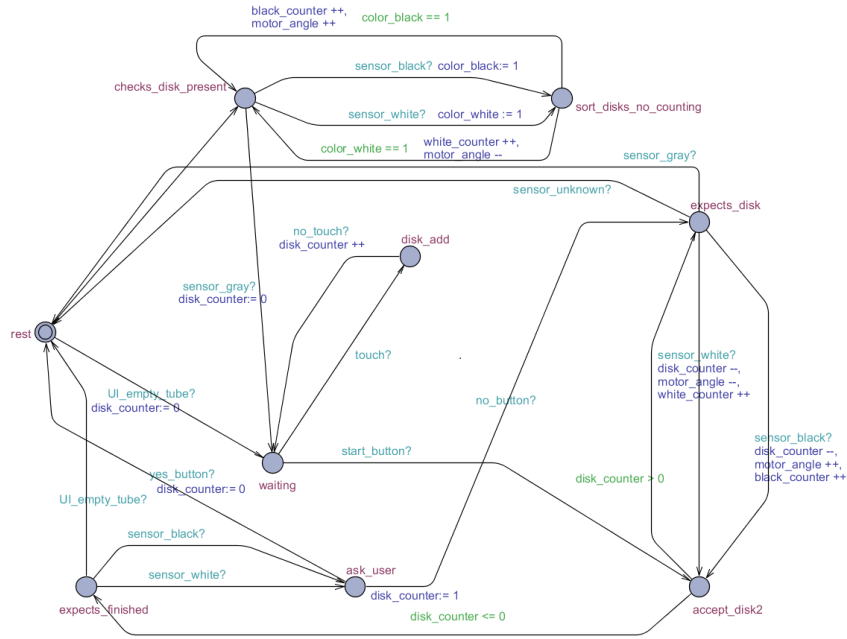 black_counter ++,
motor_angle ++
color_black == 1
checks_disk_present
sensor_black? color_black:= 1
sensor_white? color_white := 1
sort_disks_no_counting
color_white == 1
white_counter ++,
motor_angle --
sensor_gray?
sensor_unknown?
expects_disk
no_touch?
disk_counter ++
disk_add
sensor_gray?
disk_counter:= 0
rest
touch?
sensor_white?
disk_counter --,
motor_angle --,
white_counter ++
UI_empty_tube?
disk_counter:= 0
no_button?
sensor_black?
disk_counter --,
motor_angle ++,
black_counter ++
start_button?
yes_button?
disk_counter:= 0
waiting
disk_counter > 0
UI_empty_tube?
sensor_black?
sensor_white?
ask_user
disk_counter:= 1
expects_finished
disk_counter <= 0
accept_disk2